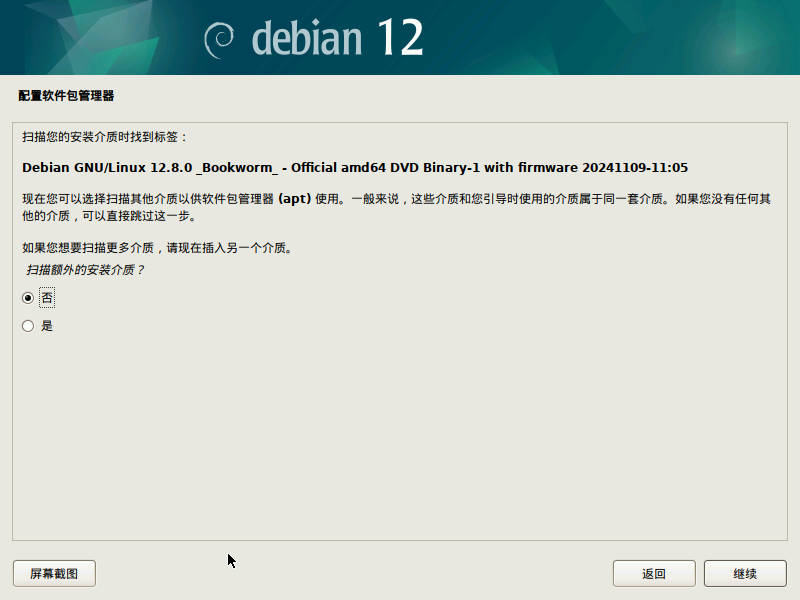 debian 12
配置软件包管理器
扫描您的安装介质时找到标签：
Debian GNU/Linux 12.8.0 _Bookworm_ - Official amd64 DVD Binary-1 with firmware 20241109-11:05
现在您可以选择扫描其他介质以供软件包管理器 (apt) 使用。一般来说，这些介质和您引导时使用的介质属于同一套介质。如果您没有任何其
他的介质，可以直接跳过这一步。
如果您想要扫描更多介质，请现在插入另一个介质。
扫描额外的安装介质？
否
是
屏幕截图
返回
继续